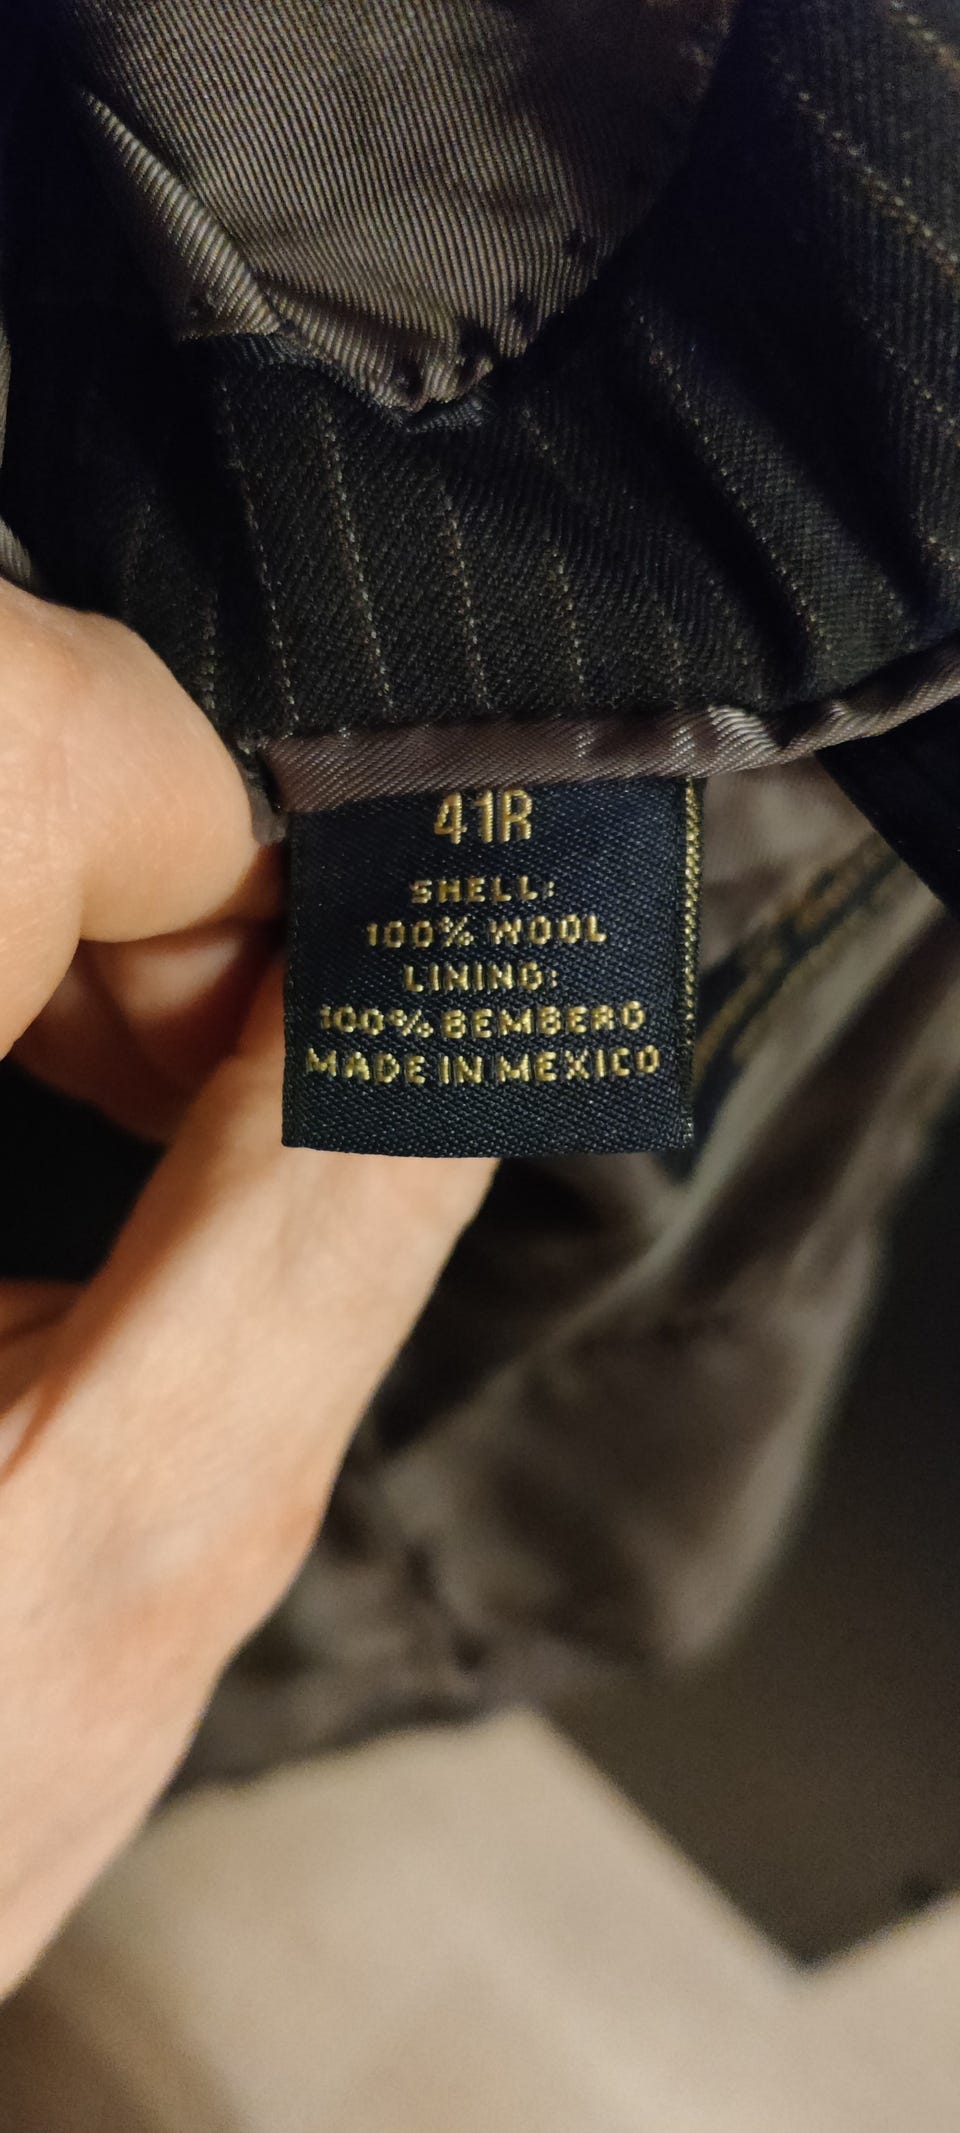 41R
SHELL:
100% WOOL
LINING:
100% BEMBERG
MADE IN MEXICO